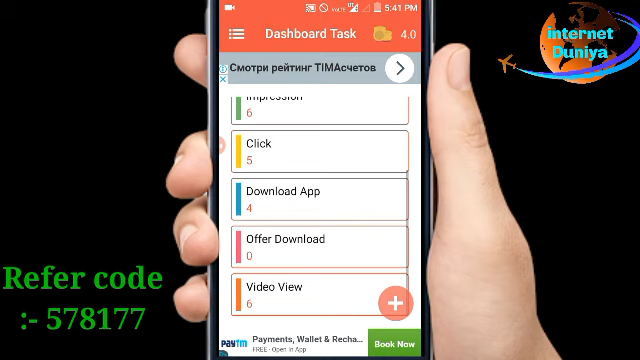 VoLTE
5:41 PM
Dashboard Task
4.0
Смотри рейтинг TIMAсчетов
Impression
6
Click
5
Download App
4
Offer Download
0
Video View
6
+
PAYTM
Payments, Wallet & Recha...
FREE - Open in App
Book Now
internet
Duniya
Refer code
:- 578177